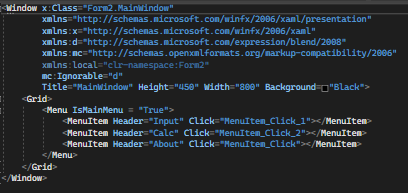 <Window x:Class="Form2.MainWindow"
xmlns="http://schemas.microsoft.com/winfx/2006/xaml/presentation"
xmlns:x="http://schemas.microsoft.com/winfx/2006/xaml"
xmlns:d="http://schemas.microsoft.com/expression/blend/2008"
xmlns:mc="http://schemas.openxmlformats.org/markup-compatibility/2006"
xmlns:local="clr-namespace:Form2"
mc:Ignorable="d"
Title="MainWindow" Height="450" Width="800" Background="Black">
<Grid>
<Menu IsMainMenu = "True">
<MenuItem Header="Input" Click="MenuItem_Click_1"></MenuItem>
<MenuItem Header="Calc" Click="MenuItem_Click_2"></MenuItem>
<MenuItem Header="About" Click="MenuItem_Click"></MenuItem>
</Menu>
</Grid>
</Window>